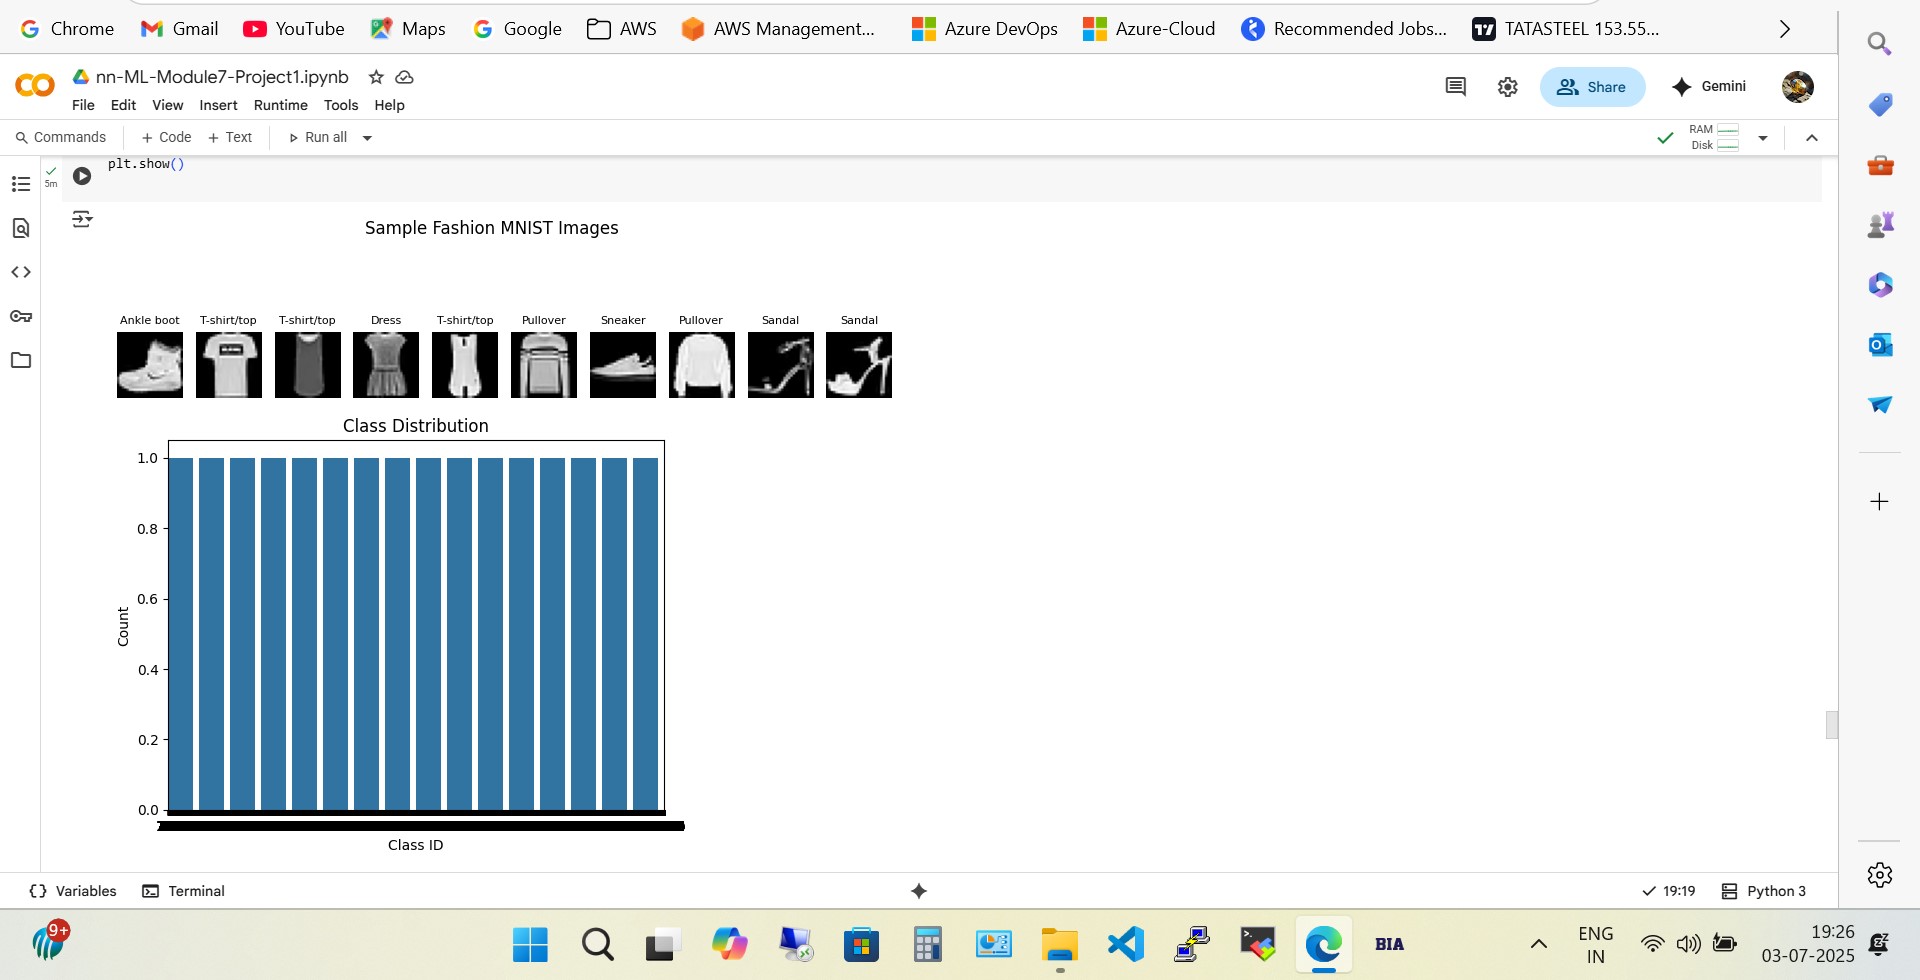 Chrome Gmail YouTube Maps Google AWS AWS Management... Azure DevOps Azure-Cloud Recommended Jobs... TATASTEEL 153.55...
nn-ML-Module7-Project1.ipynb
Share Gemini
File Edit View Insert Runtime Tools Help
Commands + Code + Text Run all
RAM
Disk
plt.show()
5m
Sample Fashion MNIST Images
Ankle boot T-shirt/top T-shirt/top Dress T-shirt/top Pullover Sneaker Pullover Sandal Sandal
Class Distribution
1.0
0.8
0.6
0.4
0.2
0.0
Count
Class ID
Variables Terminal 19:19 Python 3
9+
BIA
ENG
IN
19:26
03-07-2025